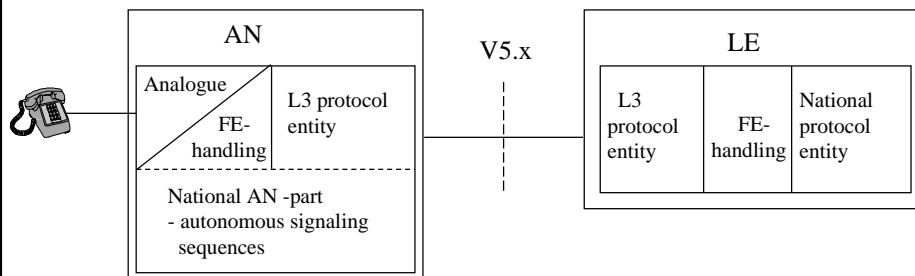 AN
V5.x
LE
Analogue
FE-
handling
L3 protocol
entity
National AN -part
- autonomous signaling
sequences
L3
protocol
entity
FE-
handling
National
protocol
entity